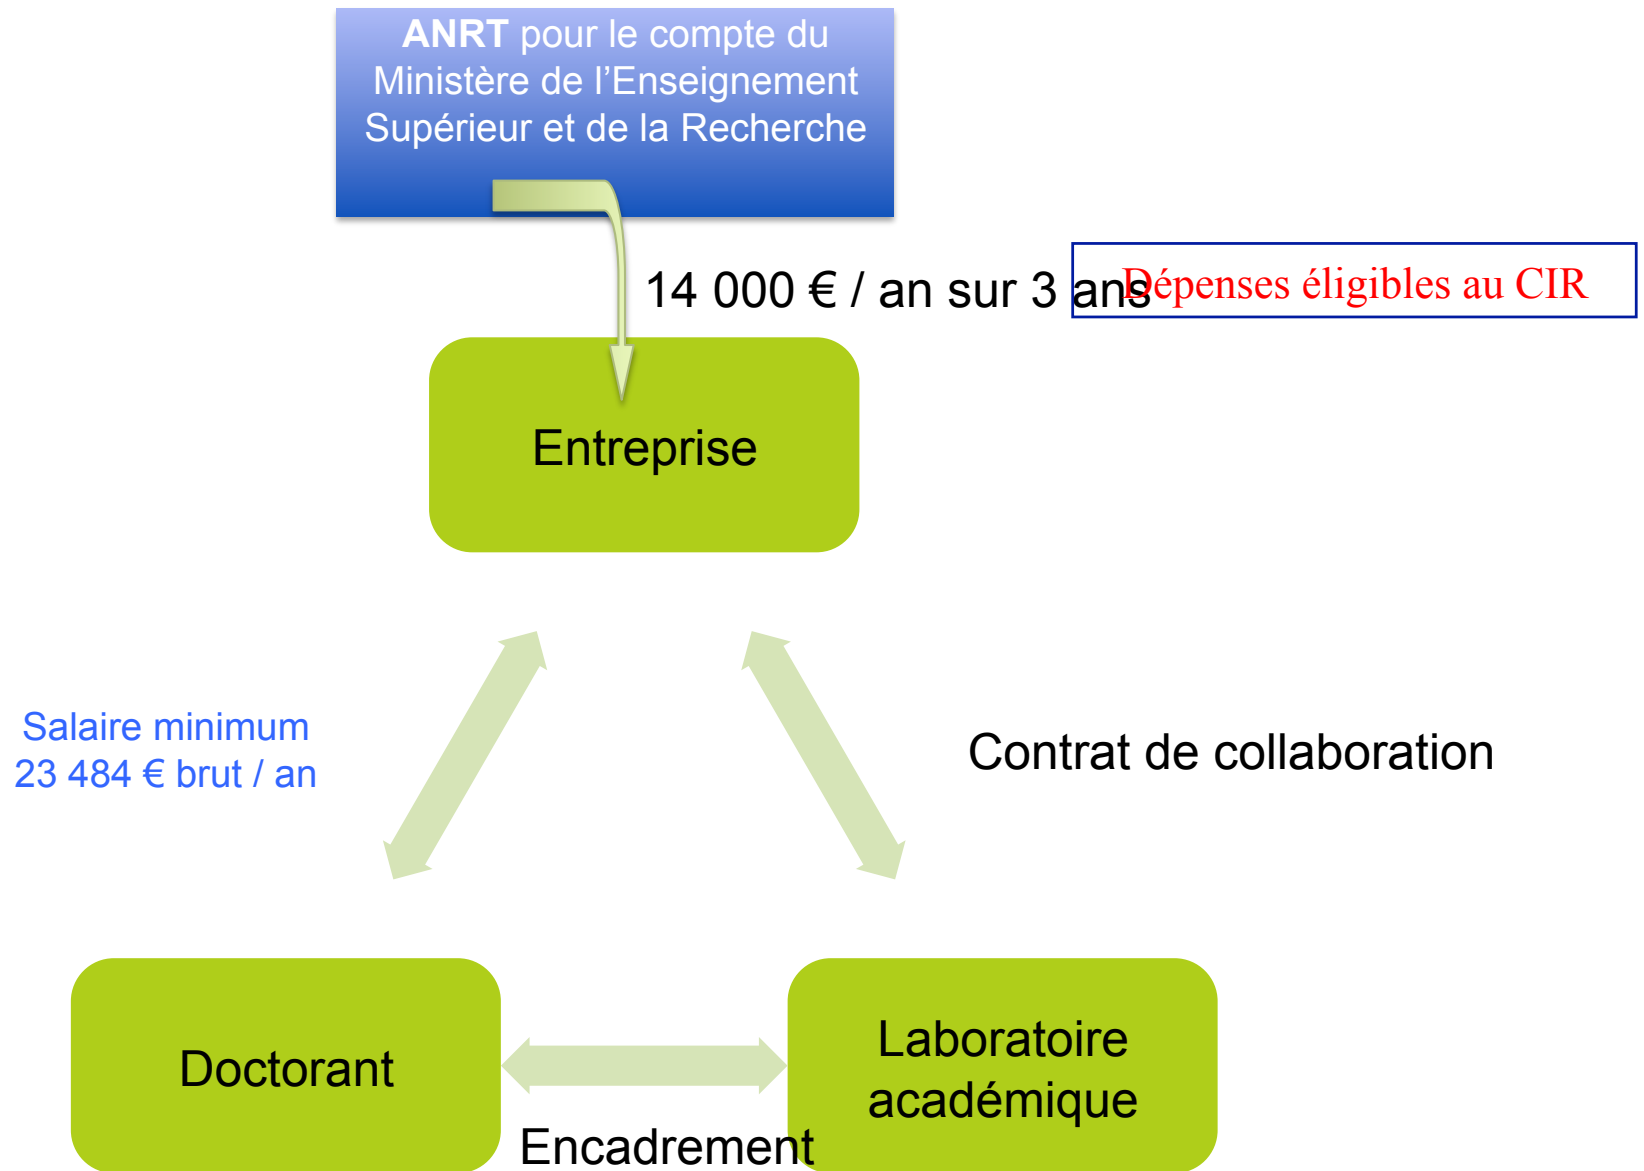 ANRT pour le compte du
Ministère de l’Enseignement
Supérieur et de la Recherche
14 000 € / an sur 3 ans
Dépenses éligibles au CIR
Entreprise
Salaire minimum
23 484 € brut / an
Contrat de collaboration
Doctorant
Laboratoire
académique
Encadrement